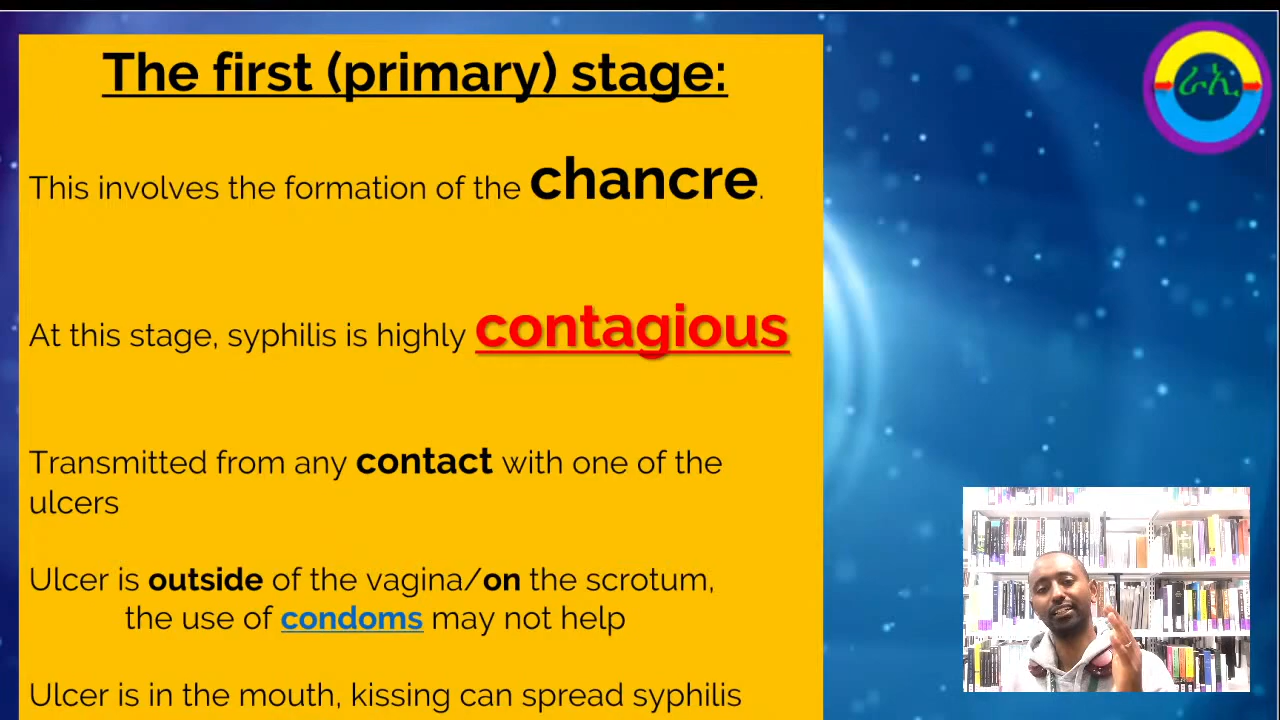 The first (primary) stage:
This involves the formation of the chancre.
At this stage, syphilis is highly contagious
Transmitted from any contact with one of the
ulcers
Ulcer is outside of the vagina/on the scrotum,
the use of condoms may not help
Ulcer is in the mouth, kissing can spread syphilis
ራእይ